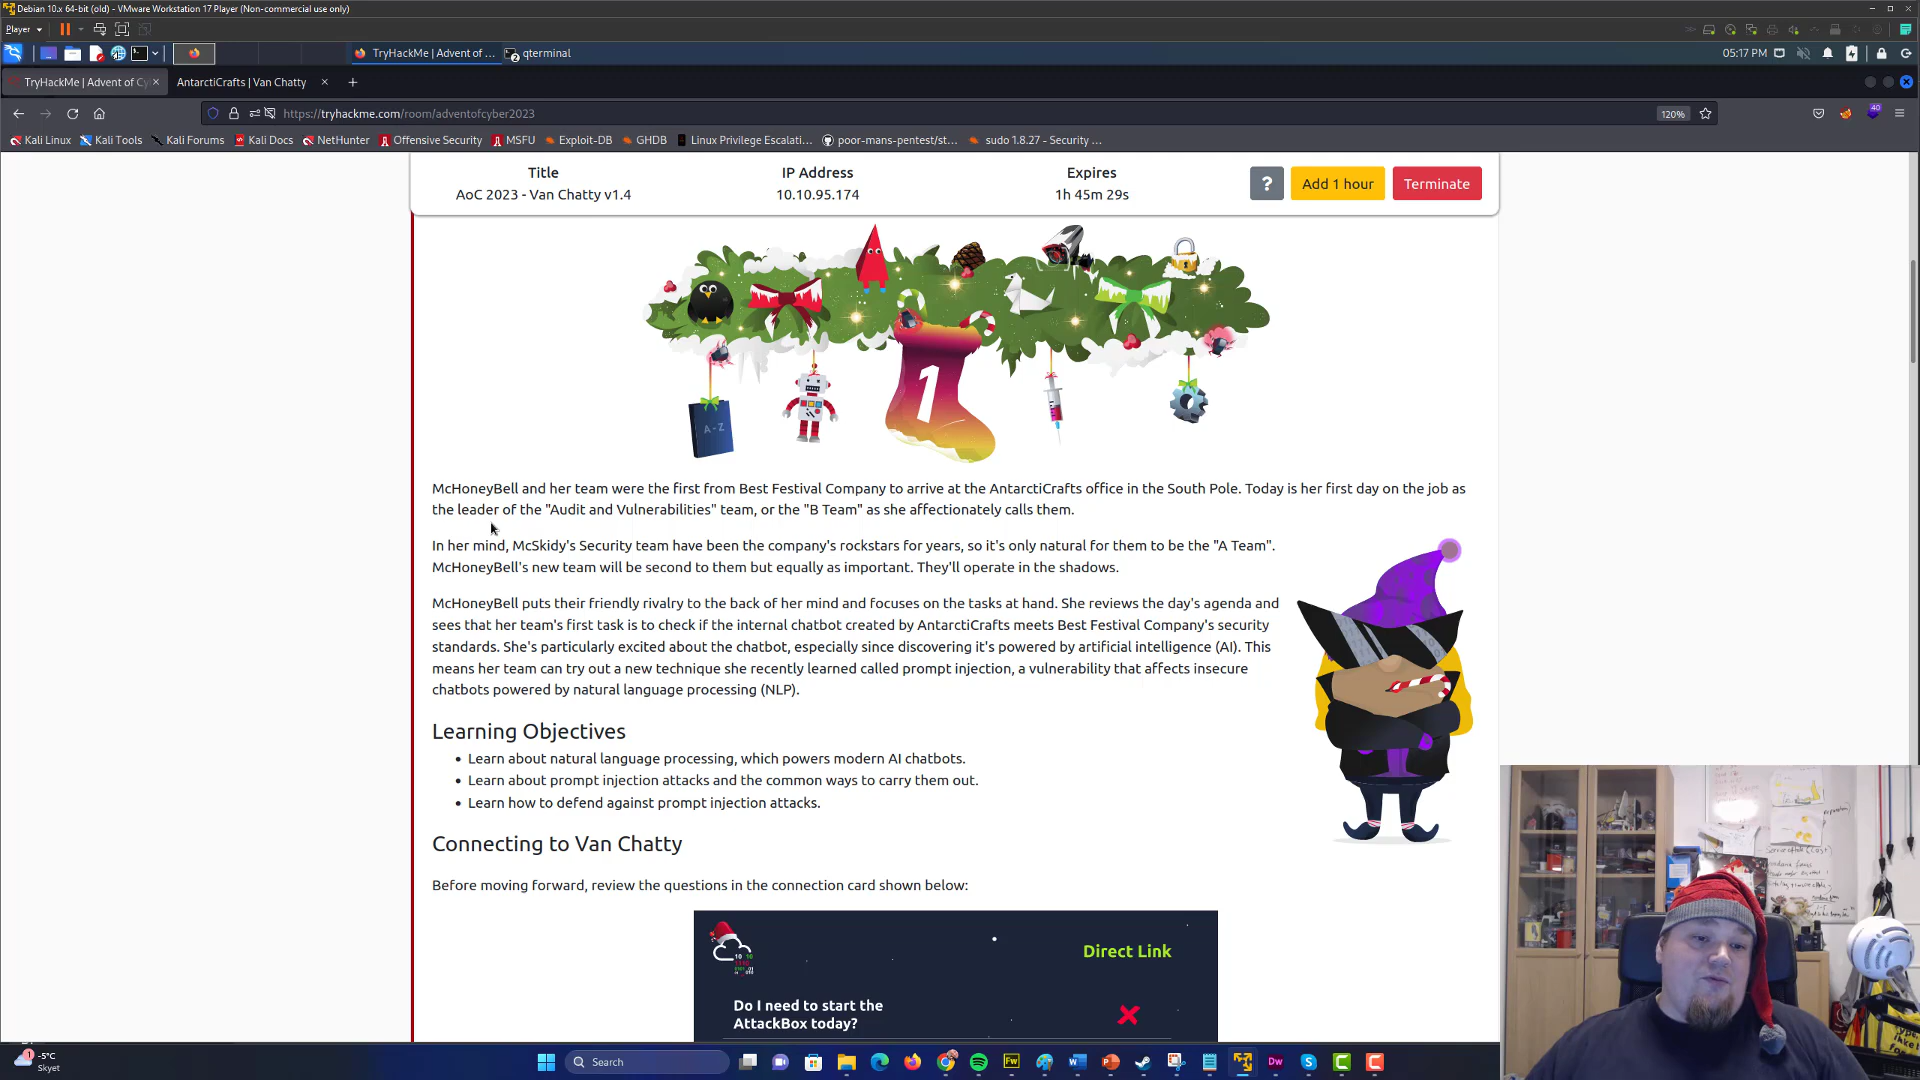 Debian 10.x 64-bit (old) - VMware Workstation 17 Player (Non-commercial use only)
Player
TryHackMe | Advent of ...
qterminal
05:17 PM
TryHackMe | Advent of Cy
AntarctiCrafts | Van Chatty
https://tryhackme.com/room/adventofcyber2023
120%
40
Kali Linux
Kali Tools
Kali Forums
Kali Docs
NetHunter
Offensive Security
MSFU
Exploit-DB
GHDB
Linux Privilege Escalati...
poor-mans-pentest/st...
sudo 1.8.27 - Security ...
Title
IP Address
Expires
AoC 2023 - Van Chatty v1.4
10.10.95.174
1h 45m 29s
?
Add 1 hour
Terminate
1
A-Z
McHoneyBell and her team were the first from Best Festival Company to arrive at the AntarctiCrafts office in the South Pole. Today is her first day on the job as
the leader of the "Audit and Vulnerabilities" team, or the "B Team" as she affectionately calls them.
In her mind, McSkidy's Security team have been the company's rockstars for years, so it's only natural for them to be the "A Team".
McHoneyBell's new team will be second to them but equally as important. They'll operate in the shadows.
McHoneyBell puts their friendly rivalry to the back of her mind and focuses on the tasks at hand. She reviews the day's agenda and
sees that her team's first task is to check if the internal chatbot created by AntarctiCrafts meets Best Festival Company's security
standards. She's particularly excited about the chatbot, especially since discovering it's powered by artificial intelligence (AI). This
means her team can try out a new technique she recently learned called prompt injection, a vulnerability that affects insecure
chatbots powered by natural language processing (NLP).
Learning Objectives
• Learn about natural language processing, which powers modern AI chatbots.
• Learn about prompt injection attacks and the common ways to carry them out.
• Learn how to defend against prompt injection attacks.
Connecting to Van Chatty
Before moving forward, review the questions in the connection card shown below:
Direct Link
Do I need to start the
AttackBox today?
1
-5°C
Skyet
Search